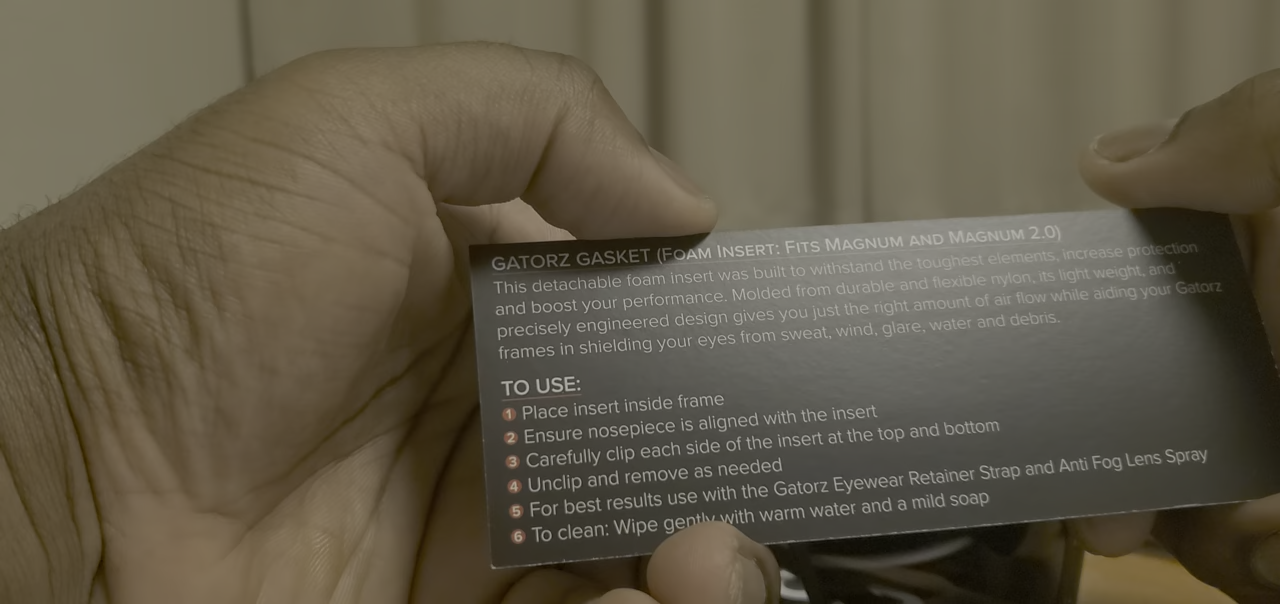 GATORZ GASKET (FOAM INSERT: FITS MAGNUM AND MAGNUM 2.0)
This detachable foam insert was built to withstand the toughest elements, increase protection
and boost your performance. Molded from durable and flexible nylon, its light weight, and
precisely engineered design gives you just the right amount of air flow while aiding your Gatorz
frames in shielding your eyes from sweat, wind, glare, water and debris.
TO USE:
1 Place insert inside frame
2 Ensure nosepiece is aligned with the insert
3 Carefully clip each side of the insert at the top and bottom
4 Unclip and remove as needed
5 For best results use with the Gatorz Eyewear Retainer Strap and Anti Fog Lens Spray
6 To clean: Wipe gently with warm water and a mild soap